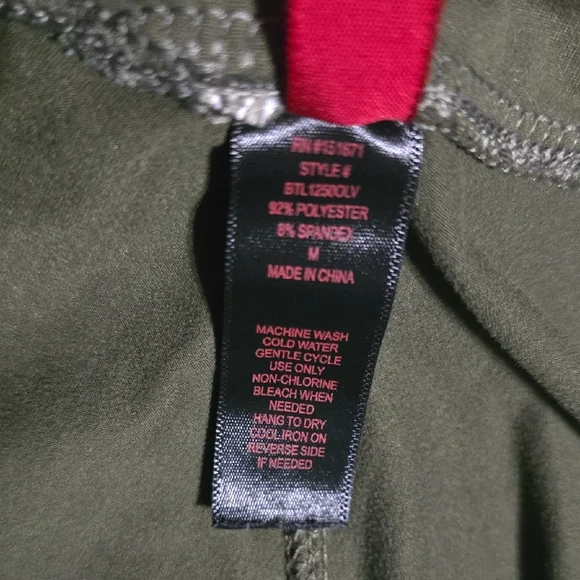 RN #131671
STYLE #
BTL1250OLV
92% POLYESTER
8% SPANDEX
M
MADE IN CHINA
MACHINE WASH
COLD WATER
GENTLE CYCLE
USE ONLY
NON-CHLORINE
BLEACH WHEN
NEEDED
HANG TO DRY
COOL IRON ON
REVERSE SIDE
IF NEEDED